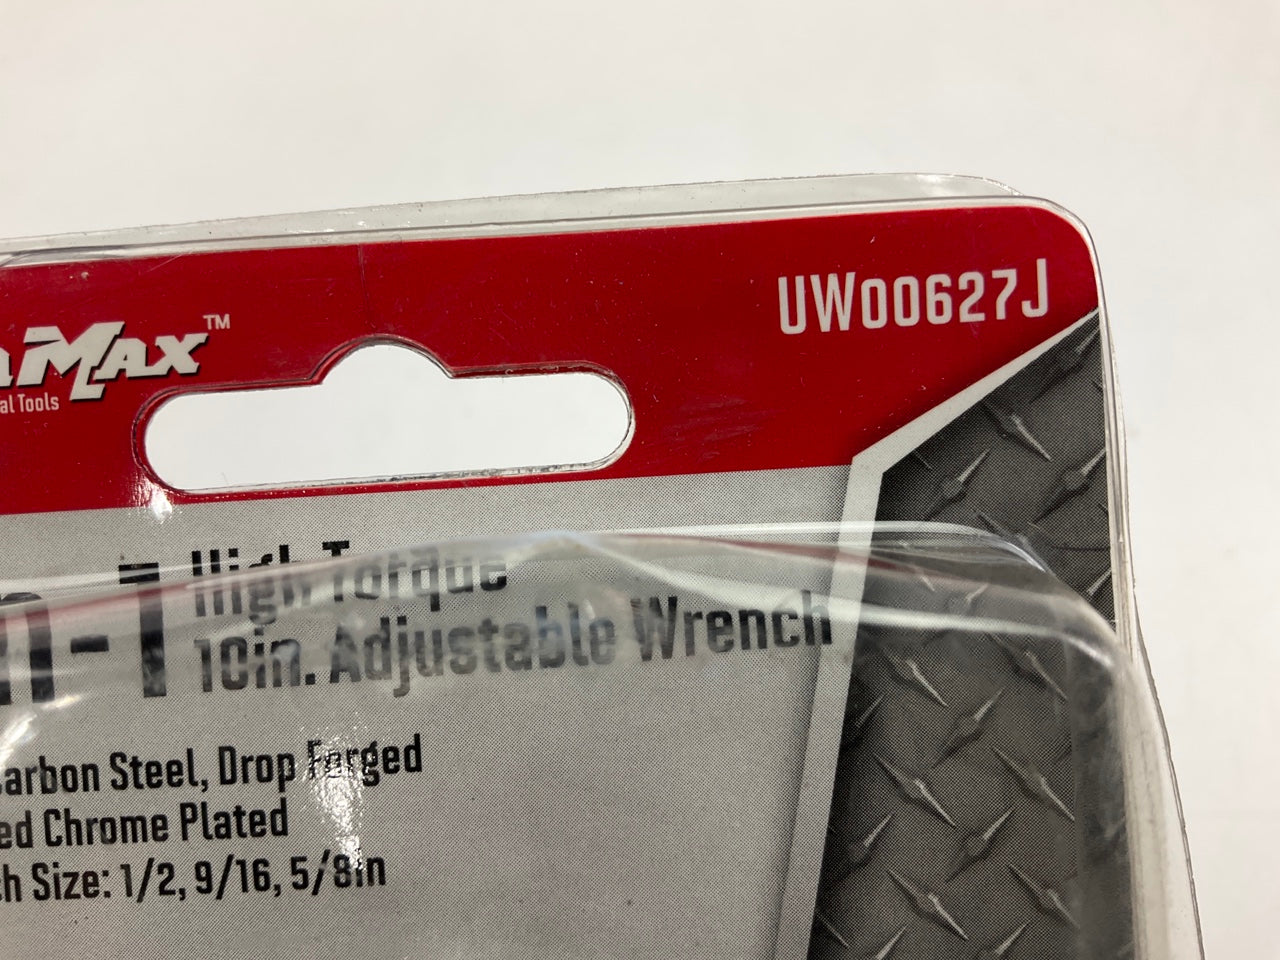 UW00627J
MAX™
al Tools
n-1
High Torque
10in. Adjustable Wrench
Carbon Steel, Drop Forged
ed Chrome Plated
h Size: 1/2, 9/16, 5/8in